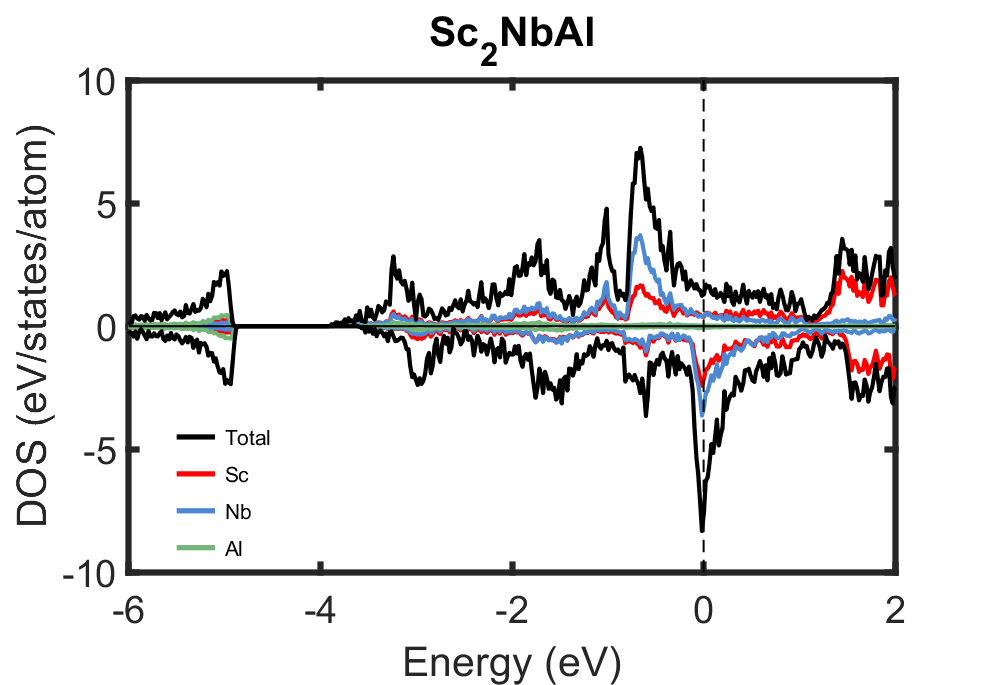 Sc₂NbAl
10
5
0
-5
-10
DOS (eV/states/atom)
Total
Sc
Nb
Al
-6 -4 -2 0 2
Energy (eV)